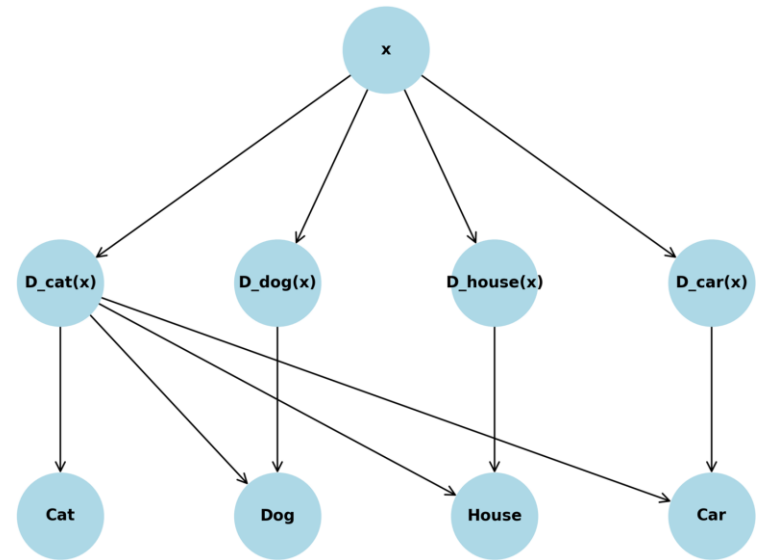 x
D_cat(x)
D_dog(x)
D_house(x)
D_car(x)
Cat
Dog
House
Car